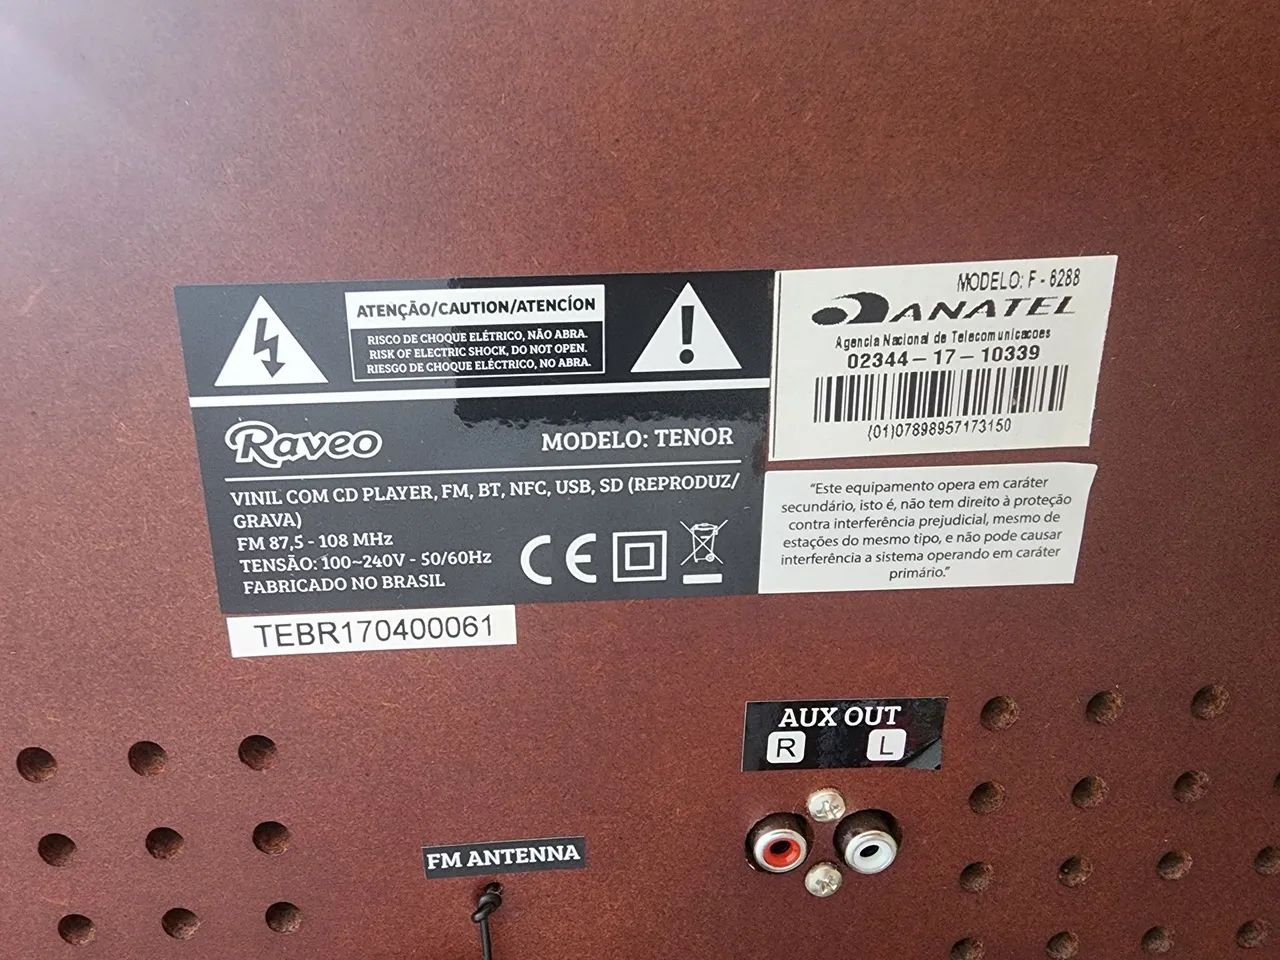 ATENÇÃO/CAUTION/ATENCÍON
RISCO DE CHOQUE ELÉTRICO, NÃO ABRA.
RISK OF ELECTRIC SHOCK, DO NOT OPEN.
RIESGO DE CHOQUE ELÉCTRICO, NO ABRA.
Raveo
MODELO: TENOR
VINIL COM CD PLAYER, FM, BT, NFC, USB, SD (REPRODUZ/
GRAVA)
FM 87,5 - 108 MHz
TENSÃO: 100~240V - 50/60Hz
FABRICADO NO BRASIL
CE
TEBR170400061
MODELO: F - 6288
ANATEL
Agencia Nacional de Telecomunicacoes
02344-17-10339
(01)07898957173150
“Este equipamento opera em caráter
secundário, isto é, não tem direito à proteção
contra interferência prejudicial, mesmo de
estações do mesmo tipo, e não pode causar
interferência a sistema operando em caráter
primário.”
AUX OUT
R L
FM ANTENNA